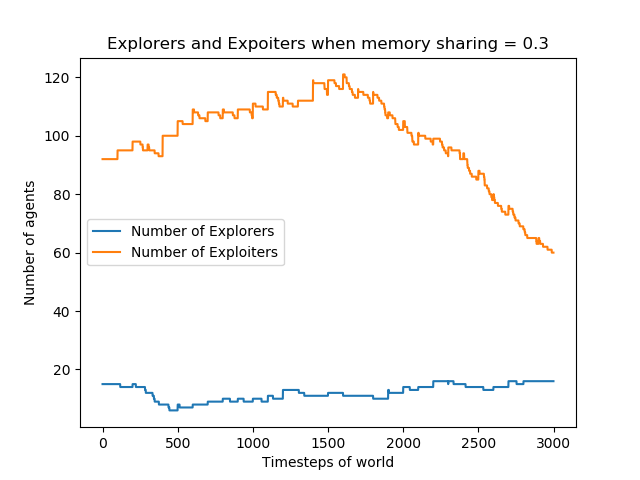 Explorers and Expoiters when memory sharing = 0.3
Number of agents
120
100
80
60
40
20
Number of Explorers
Number of Exploiters
0 500 1000 1500 2000 2500 3000
Timesteps of world